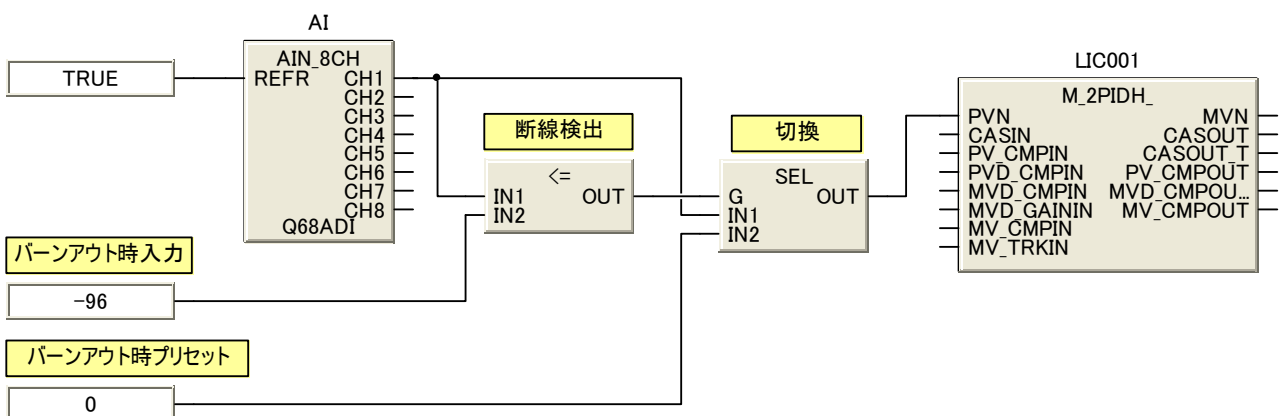 AI
AIN_8CH
REFR
CH1
CH2
CH3
CH4
CH5
CH6
CH7
CH8
Q68ADI
TRUE
断線検出
<=
IN1
IN2
OUT
切換
SEL
G
IN1
IN2
OUT
LIC001
M_2PIDH_
PVN
CASIN
PV_CMPIN
PVD_CMPIN
MVD_CMPIN
MVD_GAININ
MV_CMPIN
MV_TRKIN
MVN
CASOUT
CASOUT_T
PV_CMPOUT
MVD_CMPOU...
MV_CMPOUT
バーンアウト時入力
-96
バーンアウト時プリセット
0